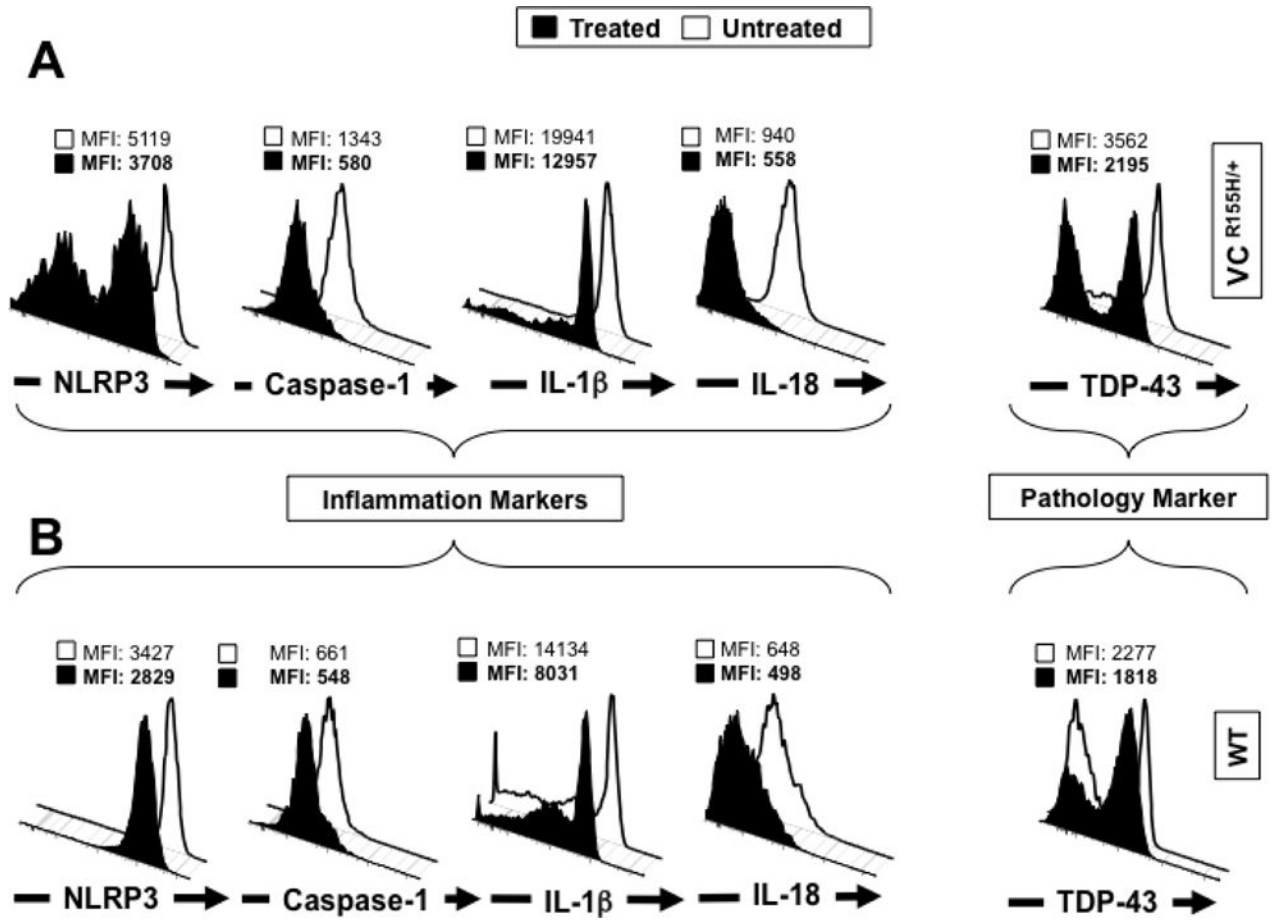 Treated Untreated
A
MFI: 5119
MFI: 3708
MFI: 1343
MFI: 580
MFI: 19941
MFI: 12957
MFI: 940
MFI: 558
MFI: 3562
MFI: 2195
VC R155H/+
NLRP3
Caspase-1
IL-1β
IL-18
TDP-43
Inflammation Markers
Pathology Marker
B
MFI: 3427
MFI: 2829
MFI: 661
MFI: 548
MFI: 14134
MFI: 8031
MFI: 648
MFI: 498
MFI: 2277
MFI: 1818
WT
NLRP3
Caspase-1
IL-1β
IL-18
TDP-43